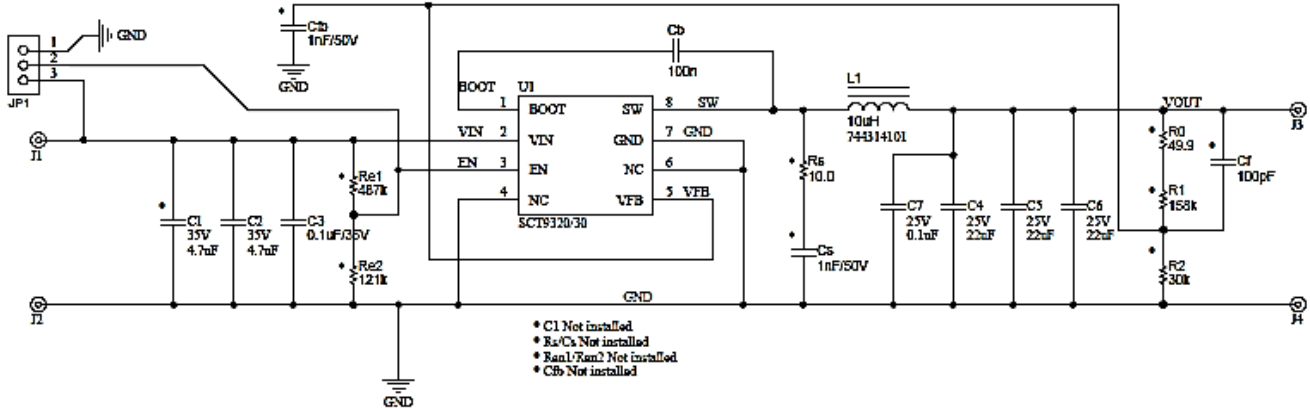 Cfb
1nF/50V
GND
1
2
3
JP1
GND
Cb
100n
BOOT
1
U1
BOOT
VIN
EN
NC
SW
GND
NC
VFB
SCT9320/30
VIN
2
EN
3
4
8
SW
7
GND
6
5
VFB
L1
10uH
744314101
VOUT
J1
J2
J3
J4
Re1
487k
Re2
121k
C1
35V
4.7uF
C2
35V
4.7uF
C3
0.1uF/35V
Rs
10.0
Cs
1nF/50V
C7
25V
0.1uF
C4
25V
22uF
C5
25V
22uF
C6
25V
22uF
R0
49.9
R1
158k
R2
30k
Cf
100pF
GND
GND
* C1 Not installed
* Rs/Cs Not installed
* Ren1/Ren2 Not installed
* Cfb Not installed